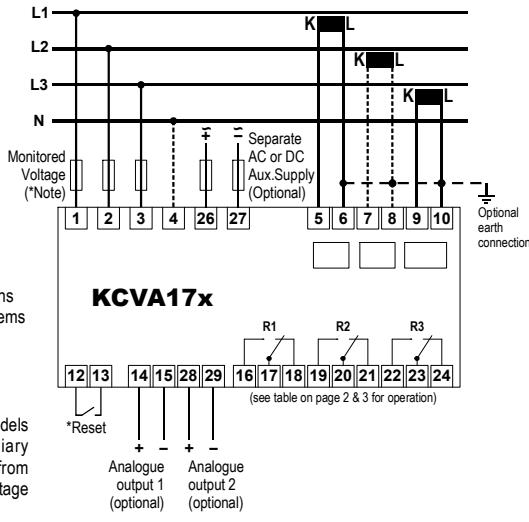 L1
K L
L2
K L
L3
K L
N
Monitored
Voltage
(*Note)
Separate
AC or DC
Aux.Supply
(Optional)
Optional
earth
connection
1 2 3 4 26 27 5 6 7 8 9 10
ns
ems
KCVA17x
R1 R2 R3
12 13 14 15 28 29 16 17 18 19 20 21 22 23 24
(see table on page 2 & 3 for operation)
*Reset
dels
iary
from
tage
+ – + –
Analogue
output 1
(optional)
Analogue
output 2
(optional)